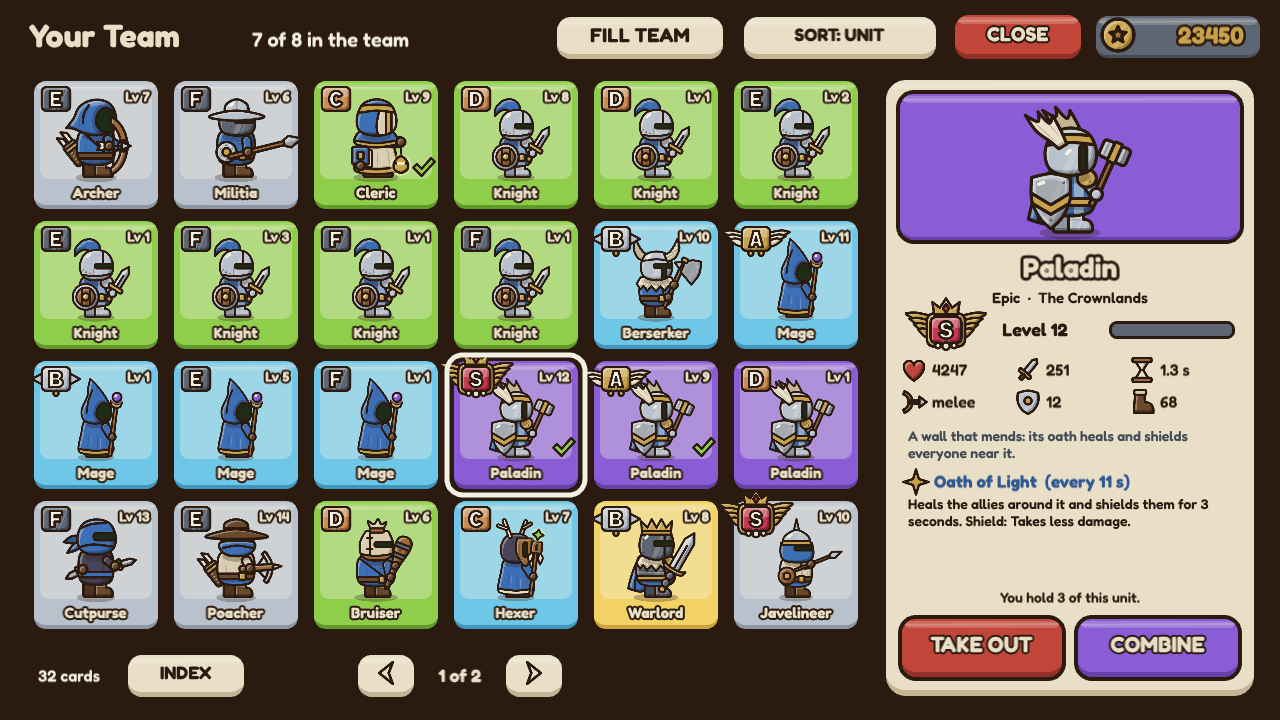 Your Team
7 of 8 in the team
FILL TEAM
SORT: UNIT
CLOSE
23450
E Lv7 Archer
F Lv6 Militia
C Lv9 Cleric
D Lv8 Knight
D Lv1 Knight
E Lv2 Knight
E Lv1 Knight
F Lv3 Knight
F Lv1 Knight
F Lv1 Knight
B Lv10 Berserker
A Lv11 Mage
B Lv1 Mage
E Lv5 Mage
F Lv1 Mage
S Lv12 Paladin
A Lv9 Paladin
D Lv1 Paladin
F Lv13 Cutpurse
E Lv14 Poacher
D Lv6 Bruiser
C Lv7 Hexer
B Lv8 Warlord
S Lv10 Javelineer
32 cards
INDEX
1 of 2
Paladin
Epic · The Crownlands
S Level 12
4247 251 1.3 s
melee 12 68
A wall that mends: its oath heals and shields
everyone near it.
Oath of Light (every 11 s)
Heals the allies around it and shields them for 3
seconds. Shield: Takes less damage.
You hold 3 of this unit.
TAKE OUT
COMBINE